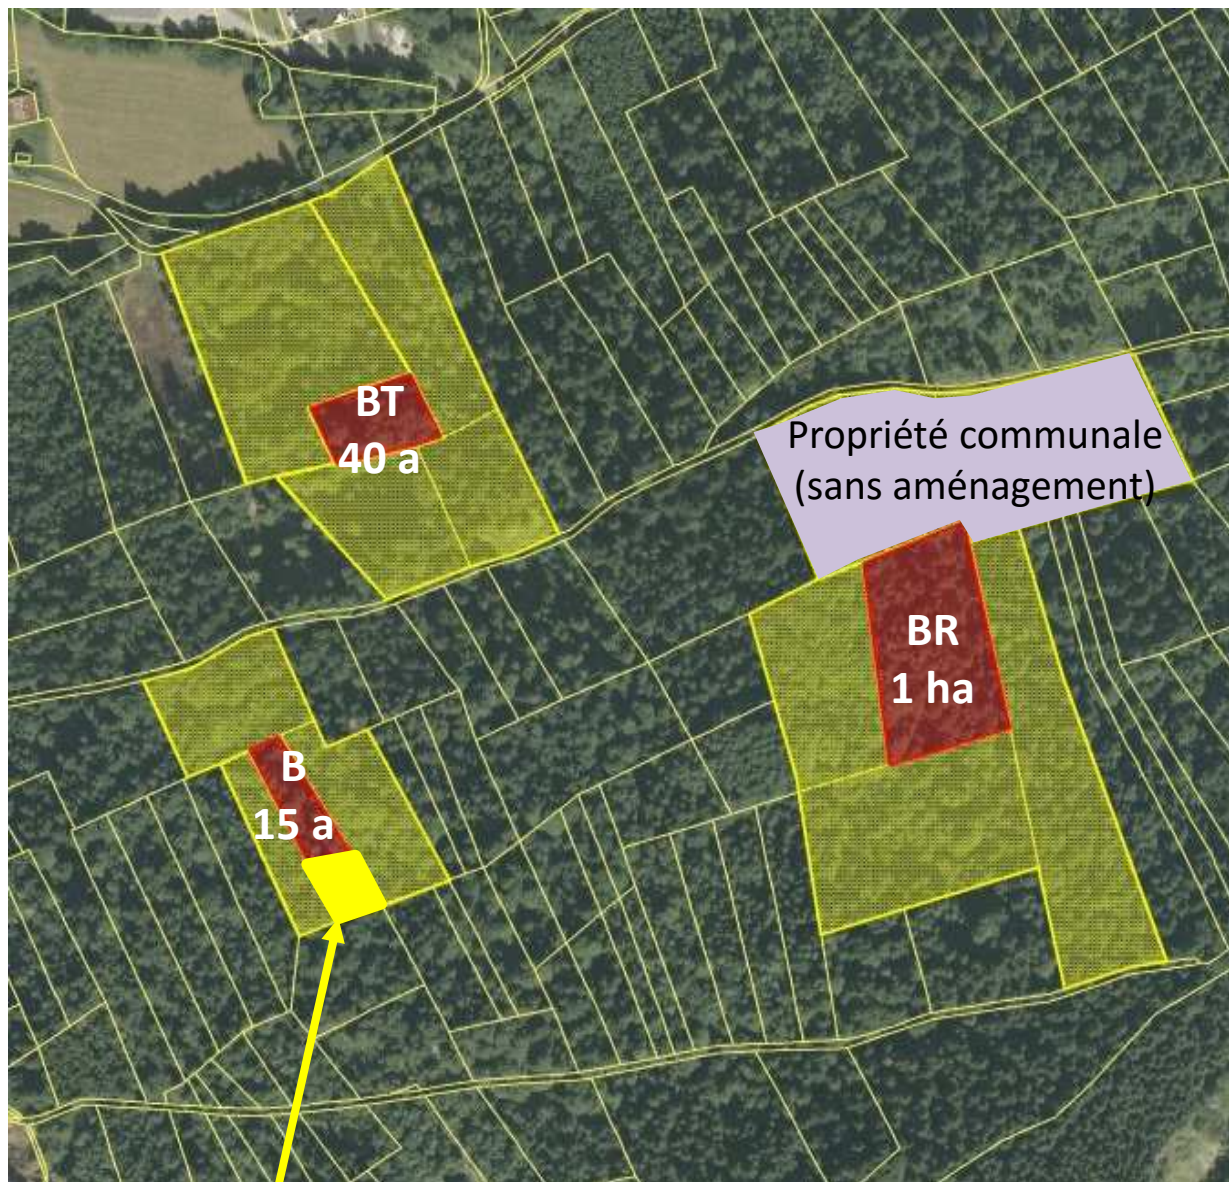 BT
40 a
Propriété communale
(sans aménagement)
BR
1 ha
B
15 a